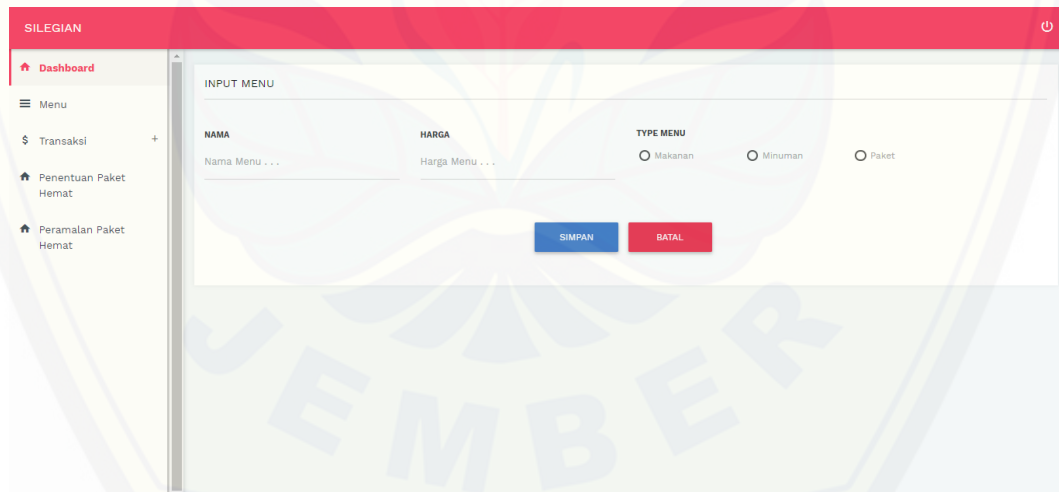 SILEGIAN
Dashboard
Menu
$ Transaksi +
Penentuan Paket
Hemat
Peramalan Paket
Hemat
INPUT MENU
NAMA
Nama Menu . . .
HARGA
Harga Menu . . .
TYPE MENU
Makanan
Minuman
Paket
SIMPAN
BATAL
JEMBER